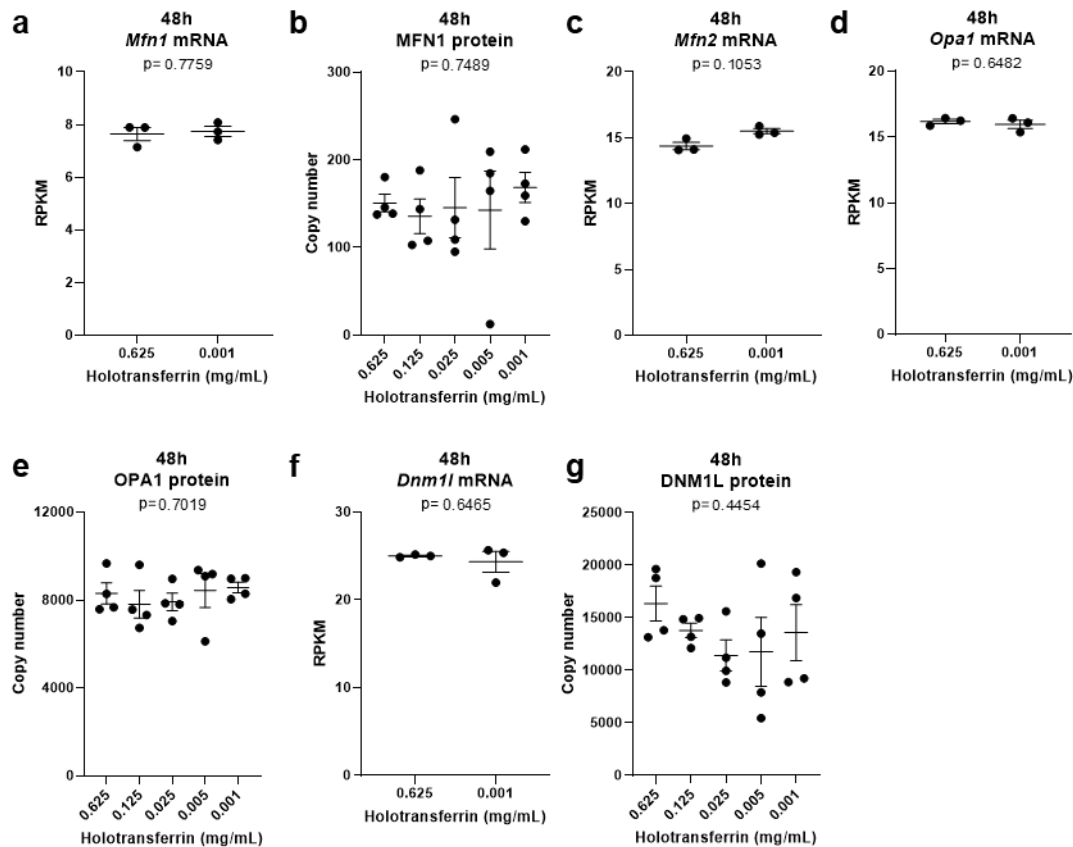 a
48h
Mfn1 mRNA
p= 0.7759
10
8
6
4
2
0
RPKM
0.625
0.001
Holotransferrin (mg/mL)
b
48h
MFN1 protein
p= 0.7489
300
200
100
0
Copy number
0.625
0.125
0.025
0.005
0.001
Holotransferrin (mg/mL)
c
48h
Mfn2 mRNA
p= 0.1053
20
15
10
5
0
RPKM
0.625
0.001
Holotransferrin (mg/mL)
d
48h
Opa1 mRNA
p= 0.6482
20
15
10
5
0
RPKM
0.625
0.001
Holotransferrin (mg/mL)
e
48h
OPA1 protein
p= 0.7019
12000
8000
4000
0
Copy number
0.625
0.125
0.025
0.005
0.001
Holotransferrin (mg/mL)
f
48h
Dnm1l mRNA
p= 0.6465
30
20
10
0
RPKM
0.625
0.001
Holotransferrin (mg/mL)
g
48h
DNM1L protein
p= 0.4454
25000
20000
15000
10000
5000
0
Copy number
0.625
0.125
0.025
0.005
0.001
Holotransferrin (mg/mL)